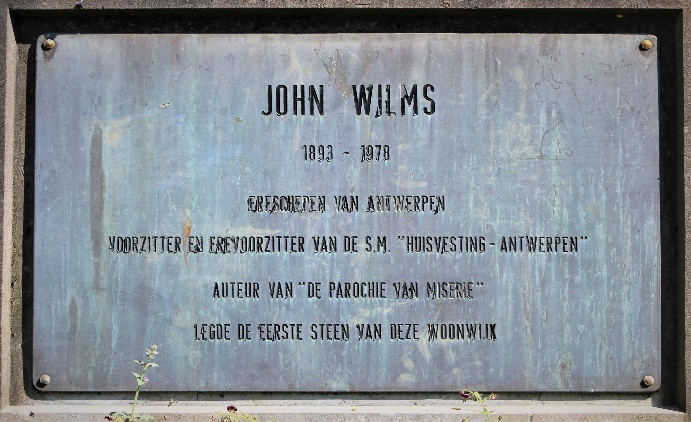 JOHN WILMS
1893 - 1978
ERESCHEPEN VAN ANTWERPEN
VOORZITTER EN EREVOORZITTER VAN DE S.M. "HUISVESTING - ANTWERPEN"
AUTEUR VAN "DE PAROCHIE VAN MISERIE"
LEGDE DE EERSTE STEEN VAN DEZE WOONWIJK